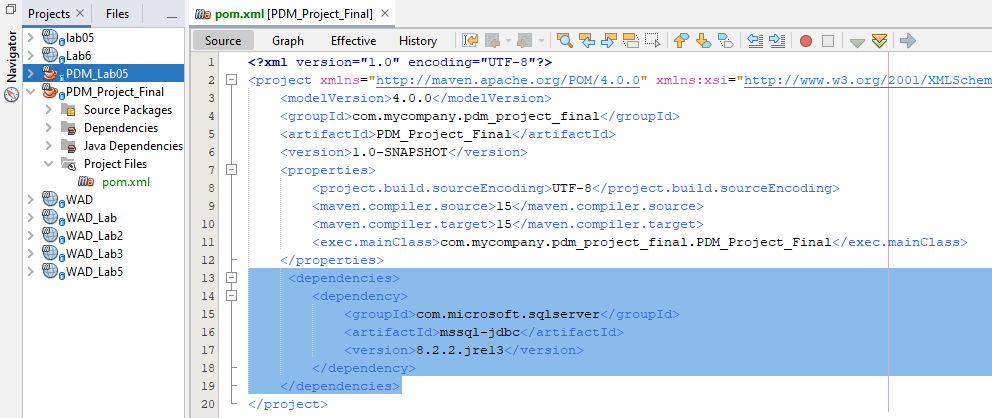 Projects
Files
pom.xml [PDM_Project_Final]
Navigator
lab05
Lab6
PDM_Lab05
PDM_Project_Final
Source Packages
Dependencies
Java Dependencies
Project Files
pom.xml
WAD
WAD_Lab
WAD_Lab2
WAD_Lab3
WAD_Lab5
Source Graph Effective History
1 <?xml version="1.0" encoding="UTF-8"?>
2 <project xmlns="http://maven.apache.org/POM/4.0.0" xmlns:xsi="http://www.w3.org/2001/XMLSchem
3 <modelVersion>4.0.0</modelVersion>
4 <groupId>com.mycompany.pdm_project_final</groupId>
5 <artifactId>PDM_Project_Final</artifactId>
6 <version>1.0-SNAPSHOT</version>
7 <properties>
8 <project.build.sourceEncoding>UTF-8</project.build.sourceEncoding>
9 <maven.compiler.source>15</maven.compiler.source>
10 <maven.compiler.target>15</maven.compiler.target>
11 <exec.mainClass>com.mycompany.pdm_project_final.PDM_Project_Final</exec.mainClass>
12 </properties>
13 <dependencies>
14 <dependency>
15 <groupId>com.microsoft.sqlserver</groupId>
16 <artifactId>mssql-jdbc</artifactId>
17 <version>8.2.2.jre13</version>
18 </dependency>
19 </dependencies>
20 </project>